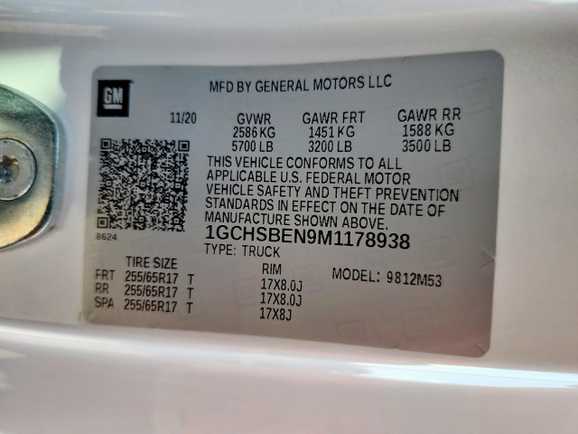 GM
MFD BY GENERAL MOTORS LLC
11/20 GVWR GAWR FRT GAWR RR
2586 KG 1451 KG 1588 KG
5700 LB 3200 LB 3500 LB
THIS VEHICLE CONFORMS TO ALL
APPLICABLE U.S. FEDERAL MOTOR
VEHICLE SAFETY AND THEFT PREVENTION
STANDARDS IN EFFECT ON THE DATE OF
MANUFACTURE SHOWN ABOVE.
8624 1GCHSBEN9M1178938
TYPE: TRUCK
TIRE SIZE RIM MODEL: 9812M53
FRT 255/65R17 T 17X8.0J
RR 255/65R17 T 17X8.0J
SPA 255/65R17 T 17X8J